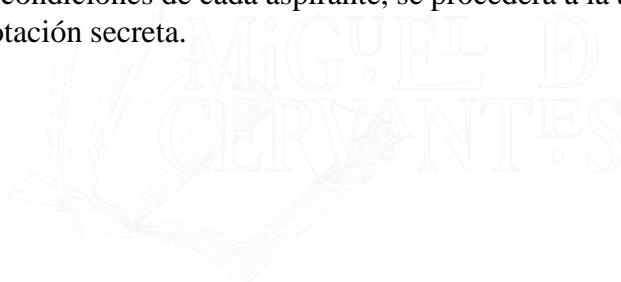 condiciones de cada aspirante, se procederá a la
otación secreta.
MiGUEL D
CERVANTES